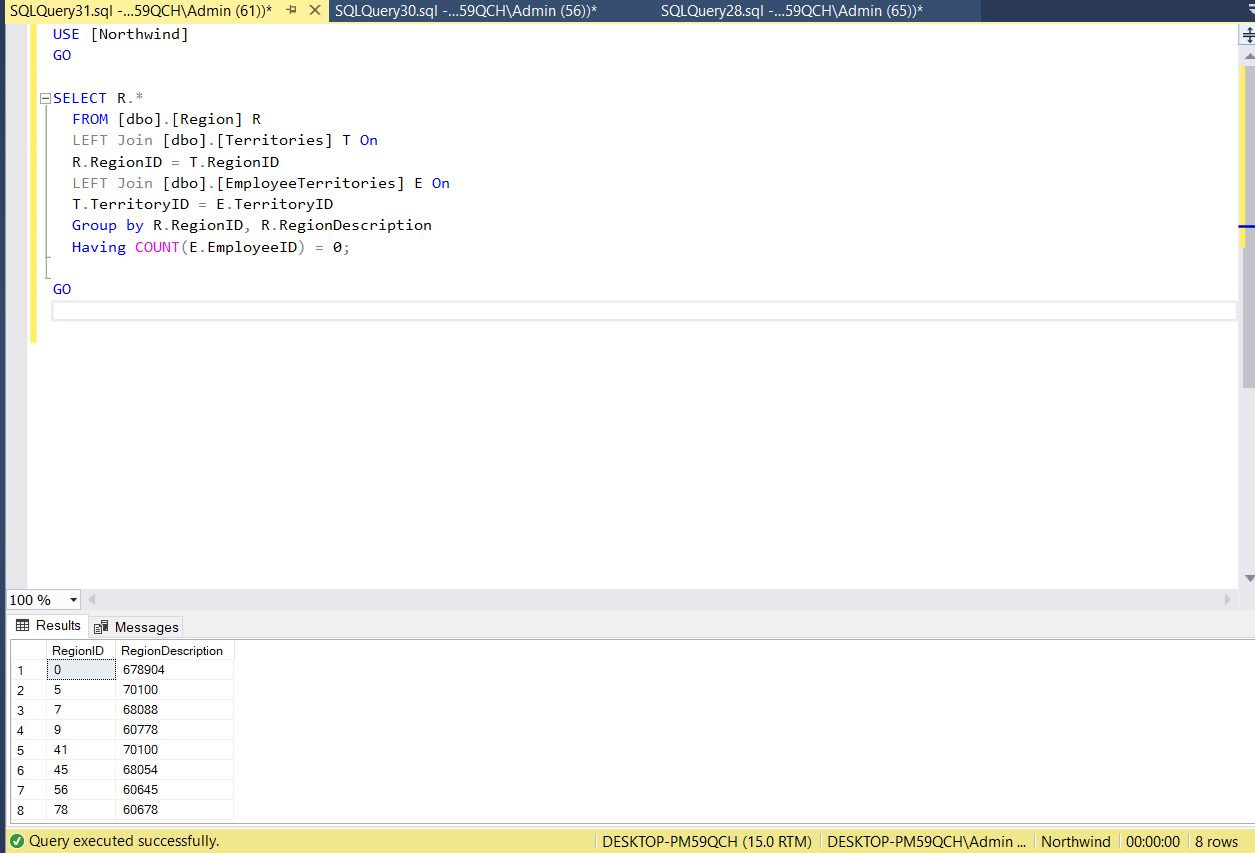 SQLQuery31.sql -...59QCH\Admin (61))* SQLQuery30.sql -...59QCH\Admin (56))* SQLQuery28.sql -...59QCH\Admin (65))*
USE [Northwind]
GO
SELECT R.*
FROM [dbo].[Region] R
LEFT Join [dbo].[Territories] T On
R.RegionID = T.RegionID
LEFT Join [dbo].[EmployeeTerritories] E On
T.TerritoryID = E.TerritoryID
Group by R.RegionID, R.RegionDescription
Having COUNT(E.EmployeeID) = 0;
GO
100 %
Results Messages
RegionID RegionDescription
1 0 678904
2 5 70100
3 7 68088
4 9 60778
5 41 70100
6 45 68054
7 56 60645
8 78 60678
Query executed successfully. DESKTOP-PM59QCH (15.0 RTM) DESKTOP-PM59QCH\Admin ... Northwind 00:00:00 8 rows